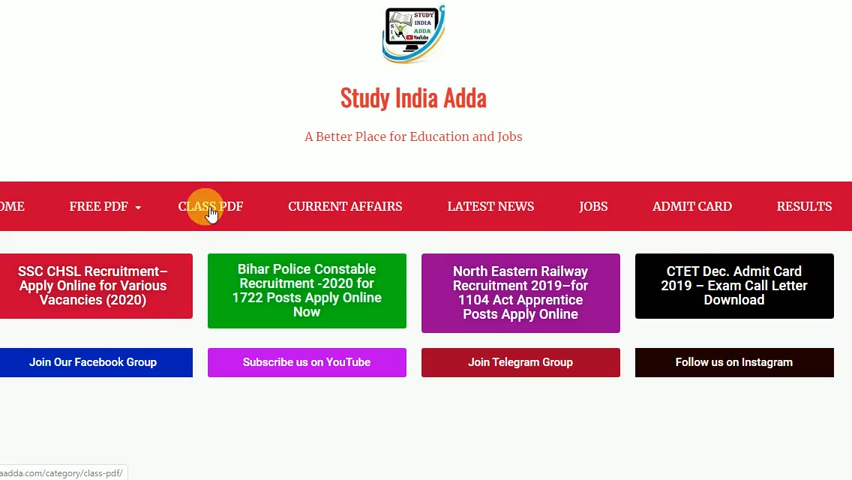 STUDY
INDIA
ADDA
YouTube
Study India Adda
A Better Place for Education and Jobs
OME FREE PDF CLASS PDF CURRENT AFFAIRS LATEST NEWS JOBS ADMIT CARD RESULTS
SSC CHSL Recruitment–
Apply Online for Various
Vacancies (2020)
Bihar Police Constable
Recruitment -2020 for
1722 Posts Apply Online
Now
North Eastern Railway
Recruitment 2019–for
1104 Act Apprentice
Posts Apply Online
CTET Dec. Admit Card
2019 – Exam Call Letter
Download
Join Our Facebook Group
Subscribe us on YouTube
Join Telegram Group
Follow us on Instagram
aadda.com/category/class-pdf/